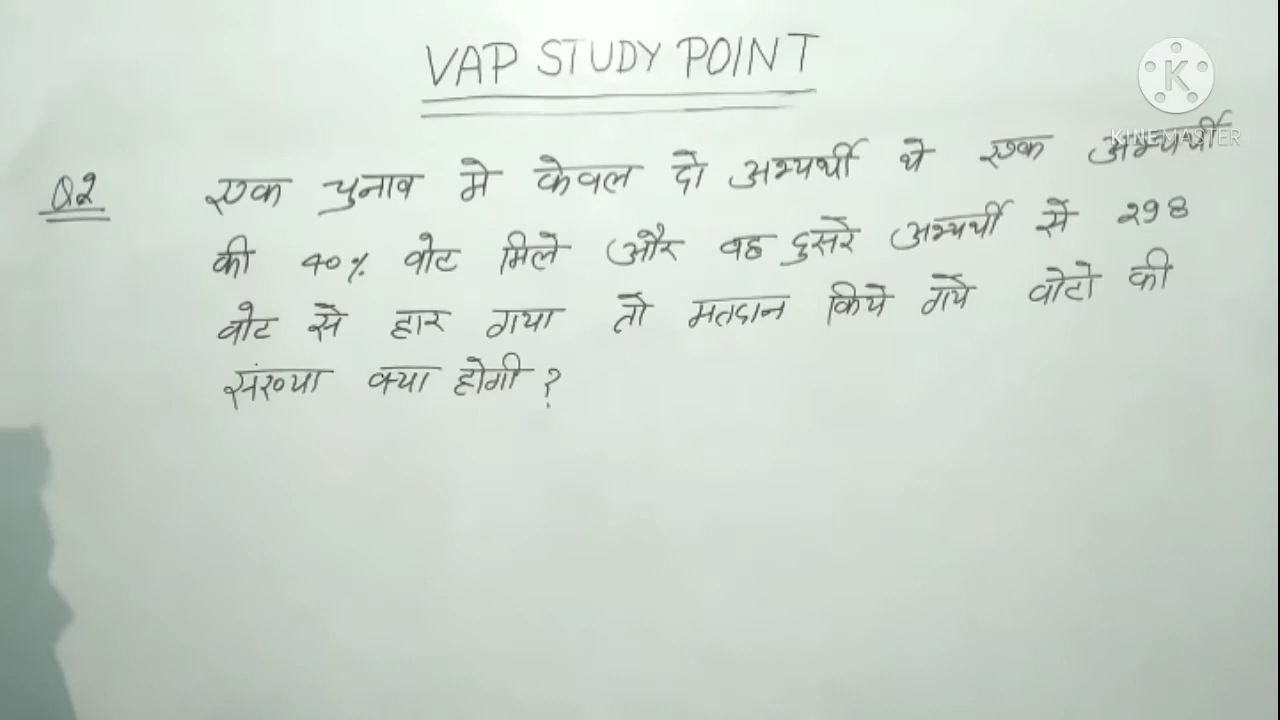 VAP STUDY POINT
K
KINEMASTER
Q2 एक चुनाव मे केवल दो अभ्यर्थी थे एक अभ्यर्थी
की 40% वोट मिले और वह दुसरे अभ्यर्थी से 298
वोट से हार गया तो मतदान किये गये वोटो की
संख्या क्या होगी?